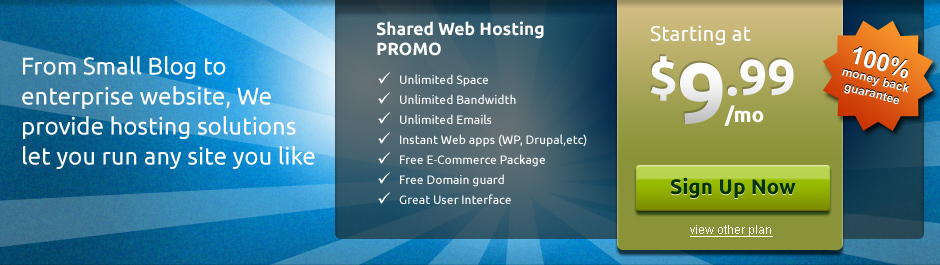 From Small Blog to
enterprise website, We
provide hosting solutions
let you run any site you like
Shared Web Hosting
PROMO
Unlimited Space
Unlimited Bandwidth
Unlimited Emails
Instant Web apps (WP, Drupal,etc)
Free E-Commerce Package
Free Domain guard
Great User Interface
Starting at
$9.99
/mo
Sign Up Now
view other plan
100%
money back
guarantee